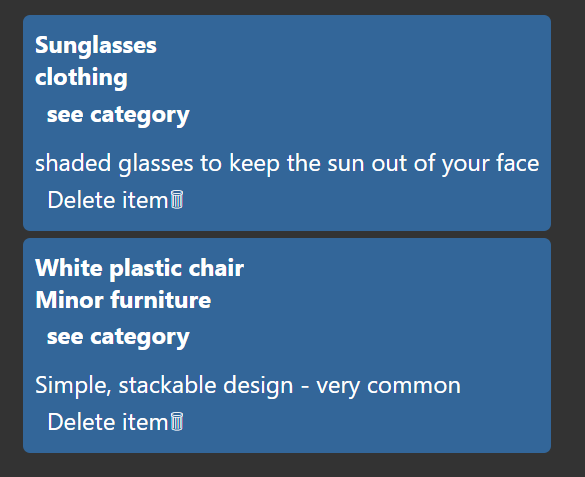 Sunglasses
clothing
see category
shaded glasses to keep the sun out of your face
Delete item🗑
White plastic chair
Minor furniture
see category
Simple, stackable design - very common
Delete item🗑